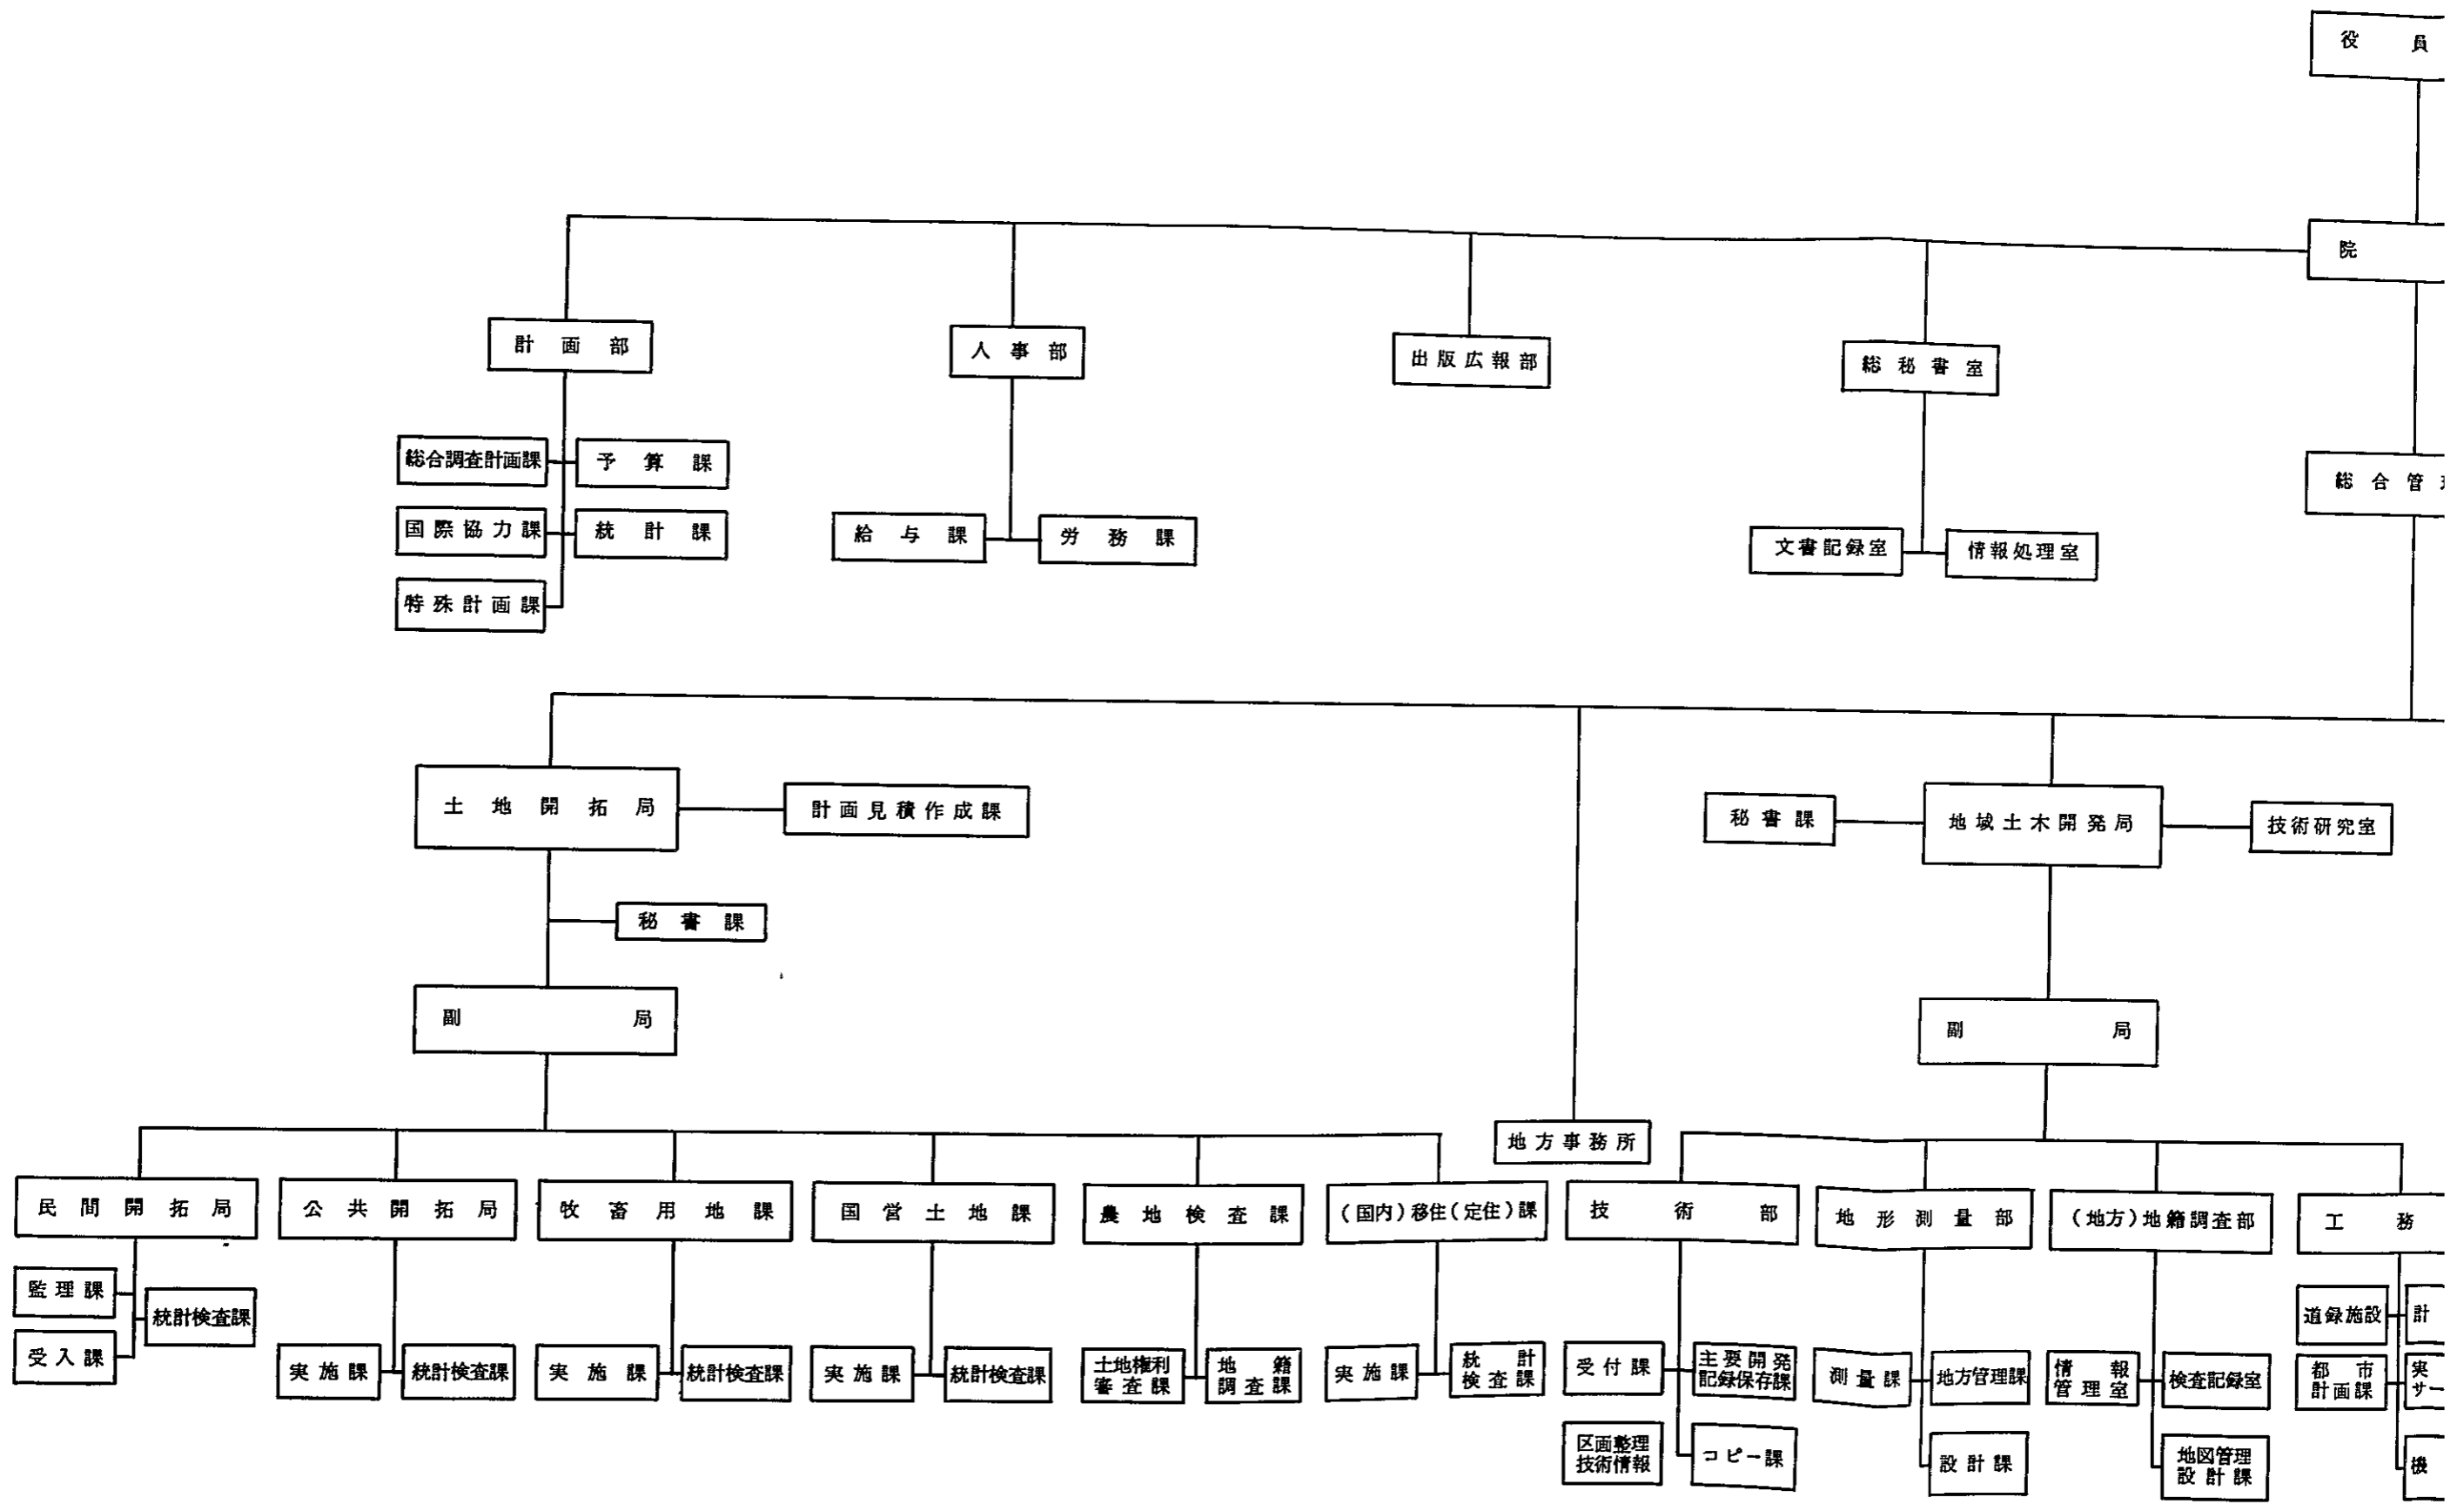 役員
院
計画部
人事部
出版広報部
総秘書室
総合調査計画課
予算課
総合管
国際協力課
統計課
給与課
労務課
文書記録室
情報処理室
特殊計画課
土地開拓局
計画見積作成課
秘書課
地域土木開発局
技術研究室
秘書課
副局
副局
地方事務所
民間開拓局
公共開拓局
牧畜用地課
国営土地課
農地検査課
(国内)移住(定住)課
技術部
地形測量部
(地方)地籍調査部
工務
監理課
統計検査課
受入課
実施課
統計検査課
実施課
統計検査課
実施課
統計検査課
土地権利
審査課
地籍
調査課
実施課
統計
検査課
受付課
主要開発
記録保存課
区画整理
技術情報
コピー課
測量課
地方管理課
設計課
情報
管理室
検査記録室
地図管理
設計課
道録施設
計
都市
計画課
実
サー
機